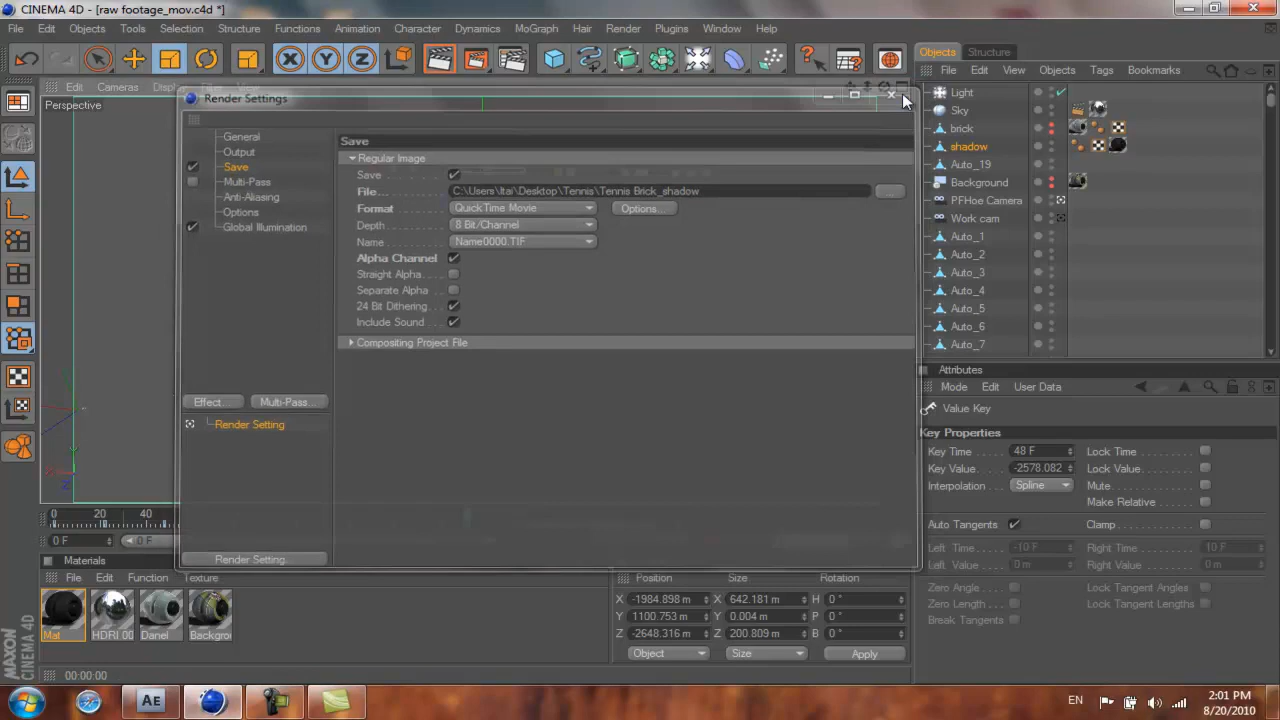 CINEMA 4D - [raw footage_mov.c4d *]
File Edit Objects Tools Selection Structure Functions Animation Character Dynamics MoGraph Hair Render Plugins Window Help
Objects Structure
File Edit View Objects Tags Bookmarks
Edit Cameras Display
Perspective
Render Settings
General
Output
Save
Multi-Pass
Anti-Aliasing
Options
Global Illumination
Effect...
Multi-Pass...
Render Setting
Render Setting...
Save
Regular Image
Save
File... C:\Users\Itai\Desktop\Tennis\Tennis Brick_shadow ...
Format QuickTime Movie Options...
Depth 8 Bit/Channel
Name Name0000.TIF
Alpha Channel
Straight Alpha
Separate Alpha
24 Bit Dithering
Include Sound
Compositing Project File
Light
Sky
brick
shadow
Auto_19
Background
PFHoe Camera
Work cam
Auto_1
Auto_2
Auto_3
Auto_4
Auto_5
Auto_6
Auto_7
Attributes
Mode Edit User Data
Value Key
Key Properties
Key Time 48 F Lock Time
Key Value -2578.082 Lock Value
Interpolation Spline Mute
Make Relative
Auto Tangents Clamp
Left Time -10 F Right Time 10 F
Left Value 0 m Right Value 0 m
Zero Angle Lock Tangent Angles
Zero Length Lock Tangent Lengths
Break Tangents
0 20 40
0 F 0 F
Materials
File Edit Function Texture
Mat HDRI 00 Danel Backgrou
Position Size Rotation
X -1984.898 m X 642.181 m H 0 °
Y 1100.753 m Y 0.004 m P 0 °
Z -2648.316 m Z 200.809 m B 0 °
Object Size Apply
00:00:00
MAXON
CINEMA 4D
AE
EN
2:01 PM
8/20/2010